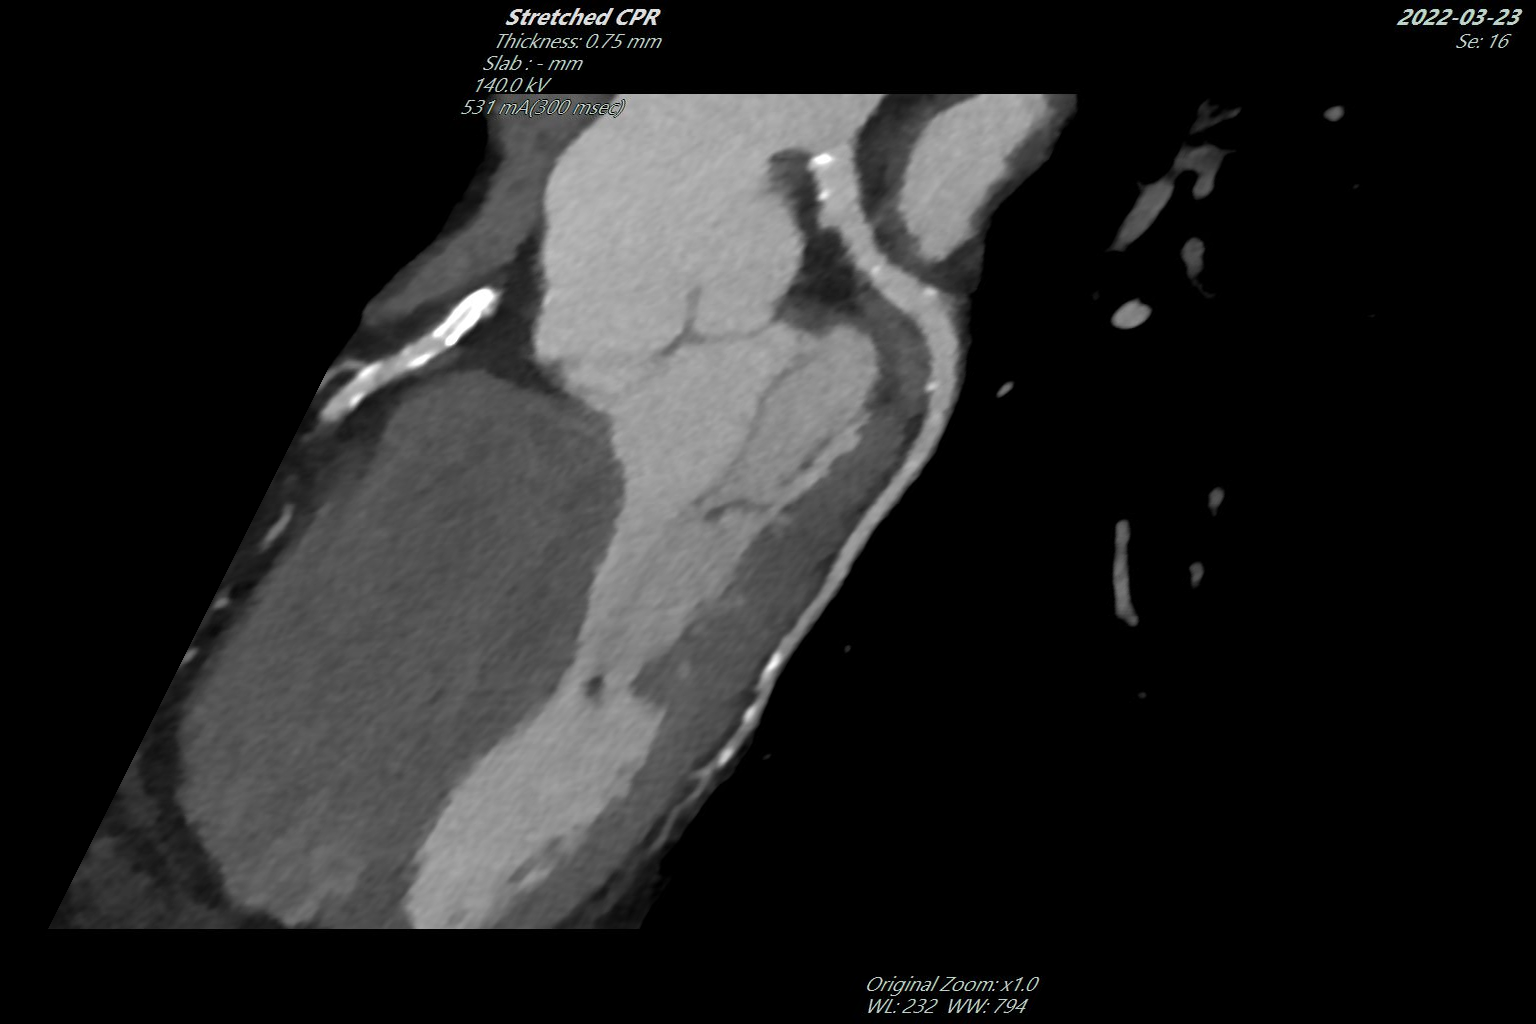 Stretched CPR
Thickness: 0.75 mm
Slab : - mm
140.0 kV
531 mA(300 msec)
2022-03-23
Se: 16
Original Zoom: x1.0
WL: 232 WW: 794